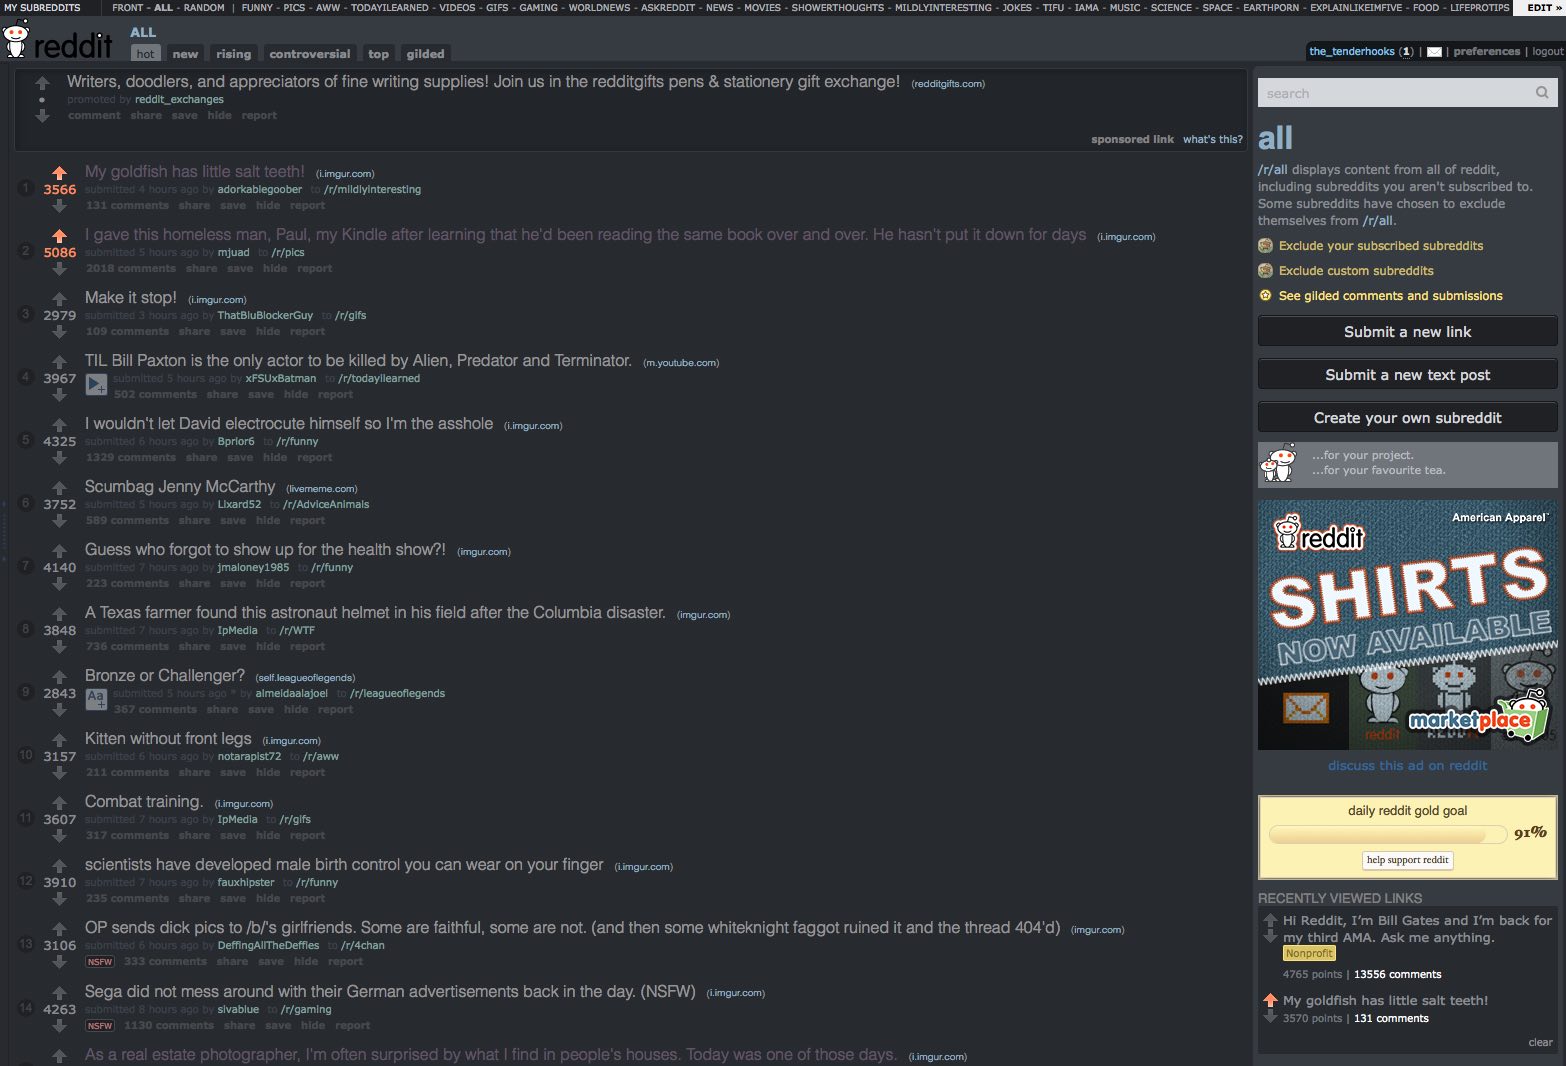 MY SUBREDDITS FRONT - ALL - RANDOM | FUNNY - PICS - AWW - TODAYILEARNED - VIDEOS - GIFS - GAMING - WORLDNEWS - ASKREDDIT - NEWS - MOVIES - SHOWERTHOUGHTS - MILDLYINTERESTING - JOKES - TIFU - IAMA - MUSIC - SCIENCE - SPACE - EARTHPORN - EXPLAINLIKEIMFIVE - FOOD - LIFEPROTIPS EDIT »
reddit ALL
hot new rising controversial top gilded
the_tenderhooks (1) | | preferences | logout
Writers, doodlers, and appreciators of fine writing supplies! Join us in the redditgifts pens & stationery gift exchange! (redditgifts.com)
promoted by reddit_exchanges
comment share save hide report
sponsored link what's this?
My goldfish has little salt teeth! (i.imgur.com)
1 3566 submitted 4 hours ago by adorkablegoober to /r/mildlyinteresting
131 comments share save hide report
I gave this homeless man, Paul, my Kindle after learning that he'd been reading the same book over and over. He hasn't put it down for days (i.imgur.com)
2 5086 submitted 5 hours ago by mjuad to /r/pics
2018 comments share save hide report
Make it stop! (i.imgur.com)
3 2979 submitted 3 hours ago by ThatBluBlockerGuy to /r/gifs
109 comments share save hide report
TIL Bill Paxton is the only actor to be killed by Alien, Predator and Terminator. (m.youtube.com)
4 3967 submitted 5 hours ago by xFSUxBatman to /r/todayilearned
502 comments share save hide report
I wouldn't let David electrocute himself so I'm the asshole (i.imgur.com)
5 4325 submitted 6 hours ago by Bprior6 to /r/funny
1329 comments share save hide report
Scumbag Jenny McCarthy (livememe.com)
6 3752 submitted 5 hours ago by Lixard52 to /r/AdviceAnimals
589 comments share save hide report
Guess who forgot to show up for the health show?! (imgur.com)
7 4140 submitted 7 hours ago by jmaloney1985 to /r/funny
223 comments share save hide report
A Texas farmer found this astronaut helmet in his field after the Columbia disaster. (imgur.com)
8 3848 submitted 7 hours ago by IpMedia to /r/WTF
736 comments share save hide report
Bronze or Challenger? (self.leagueoflegends)
9 2843 Aa+ submitted 5 hours ago * by almeidaalajoel to /r/leagueoflegends
367 comments share save hide report
Kitten without front legs (i.imgur.com)
10 3157 submitted 6 hours ago by notarapist72 to /r/aww
211 comments share save hide report
Combat training. (i.imgur.com)
11 3607 submitted 7 hours ago by IpMedia to /r/gifs
317 comments share save hide report
scientists have developed male birth control you can wear on your finger (i.imgur.com)
12 3910 submitted 7 hours ago by fauxhipster to /r/funny
235 comments share save hide report
OP sends dick pics to /b/'s girlfriends. Some are faithful, some are not. (and then some whiteknight faggot ruined it and the thread 404'd) (imgur.com)
13 3106 submitted 6 hours ago by DeffingAllTheDeffies to /r/4chan
NSFW 333 comments share save hide report
Sega did not mess around with their German advertisements back in the day. (NSFW) (i.imgur.com)
14 4263 submitted 8 hours ago by sivablue to /r/gaming
NSFW 1130 comments share save hide report
As a real estate photographer, I'm often surprised by what I find in people's houses. Today was one of those days. (i.imgur.com)
search
all
/r/all displays content from all of reddit,
including subreddits you aren't subscribed to.
Some subreddits have chosen to exclude
themselves from /r/all.
Exclude your subscribed subreddits
Exclude custom subreddits
See gilded comments and submissions
Submit a new link
Submit a new text post
Create your own subreddit
...for your project.
...for your favourite tea.
American Apparel
reddit
SHIRTS
NOW AVAILABLE
reddit
marketplace
discuss this ad on reddit
daily reddit gold goal
91%
help support reddit
RECENTLY VIEWED LINKS
Hi Reddit, I'm Bill Gates and I'm back for
my third AMA. Ask me anything.
Nonprofit
4765 points | 13556 comments
My goldfish has little salt teeth!
3570 points | 131 comments
clear